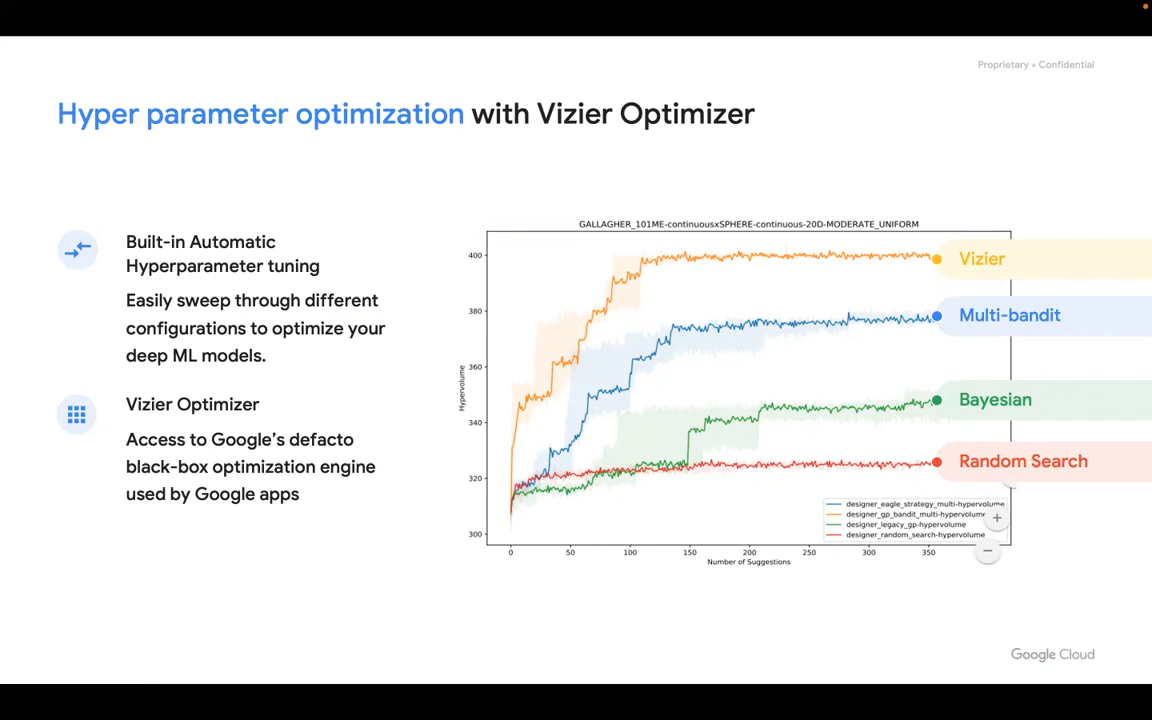 Proprietary + Confidential
Hyper parameter optimization with Vizier Optimizer
Built-in Automatic
Hyperparameter tuning
Easily sweep through different
configurations to optimize your
deep ML models.
Vizier Optimizer
Access to Google's defacto
black-box optimization engine
used by Google apps
GALLAGHER_101ME-continuousxSPHERE-continuous-20D-MODERATE_UNIFORM
Hypervolume
400
380
360
340
320
300
0 50 100 150 200 250 300 350
Number of Suggestions
Vizier
Multi-bandit
Bayesian
Random Search
designer_eagle_strategy_multi-hypervolume
designer_gp_bandit_multi-hypervolume
designer_legacy_gp-hypervolume
designer_random_search-hypervolume
+
−
Google Cloud